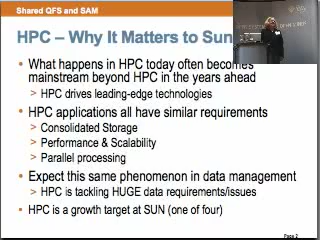 Shared QFS and SAM
HPC – Why It Matters to Sun
• What happens in HPC today often becomes
mainstream beyond HPC in the years ahead
> HPC drives leading-edge technologies
• HPC applications all have similar requirements
> Consolidated Storage
> Performance & Scalability
> Parallel processing
• Expect this same phenomenon in data management
> HPC is tackling HUGE data requirements/issues
• HPC is a growth target at SUN (one of four)
Page 2